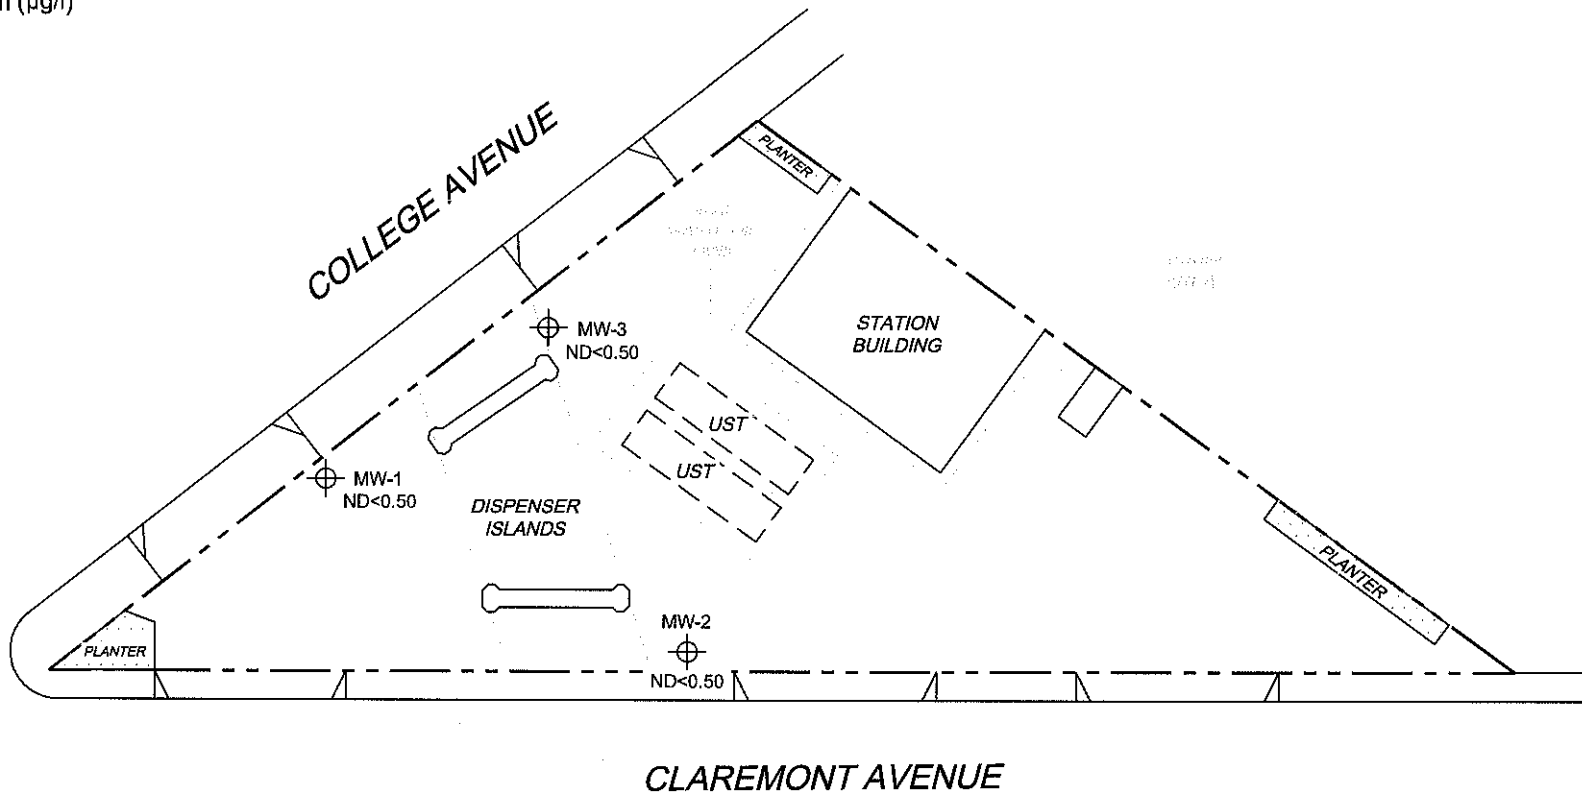 (µg/l)
COLLEGE AVENUE
PLANTER
STATION
BUILDING
MW-3
ND<0.50
UST
UST
MW-1
ND<0.50
DISPENSER
ISLANDS
PLANTER
MW-2
ND<0.50
PLANTER
CLAREMONT AVENUE